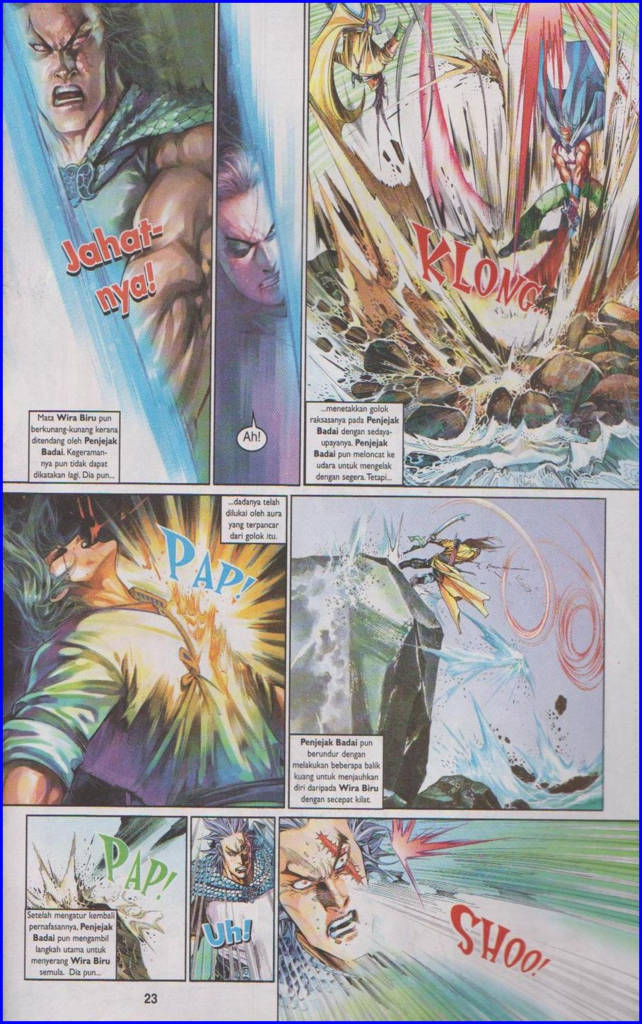 Jahat-
nya!
Mata Wira Biru pun
berkunang-kunang kerana
ditendang oleh Penjejak
Badai. Kegeraman-
nya pun tidak dapat
dikatakan lagi. Dia pun...
Ah!
KLONG...
...menetakkan golok
raksasanya pada Penjejak
Badai dengan sedaya-
upayanya. Penjejak
Badai pun meloncat ke
udara untuk mengelak
dengan segera. Tetapi...
...dadanya telah
dilukai oleh aura
yang terpancar
dari golok itu.
PAP!
Penjejak Badai pun
berundur dengan
melakukan beberapa balik
kuang untuk menjauhkan
diri daripada Wira Biru
dengan secepat kilat.
PAP!
Setelah mengatur kembali
pernafasannya, Penjejak
Badai pun mengambil
langkah utama untuk
menyerang Wira Biru
semula. Dia pun...
Uh!
SHOO!
23